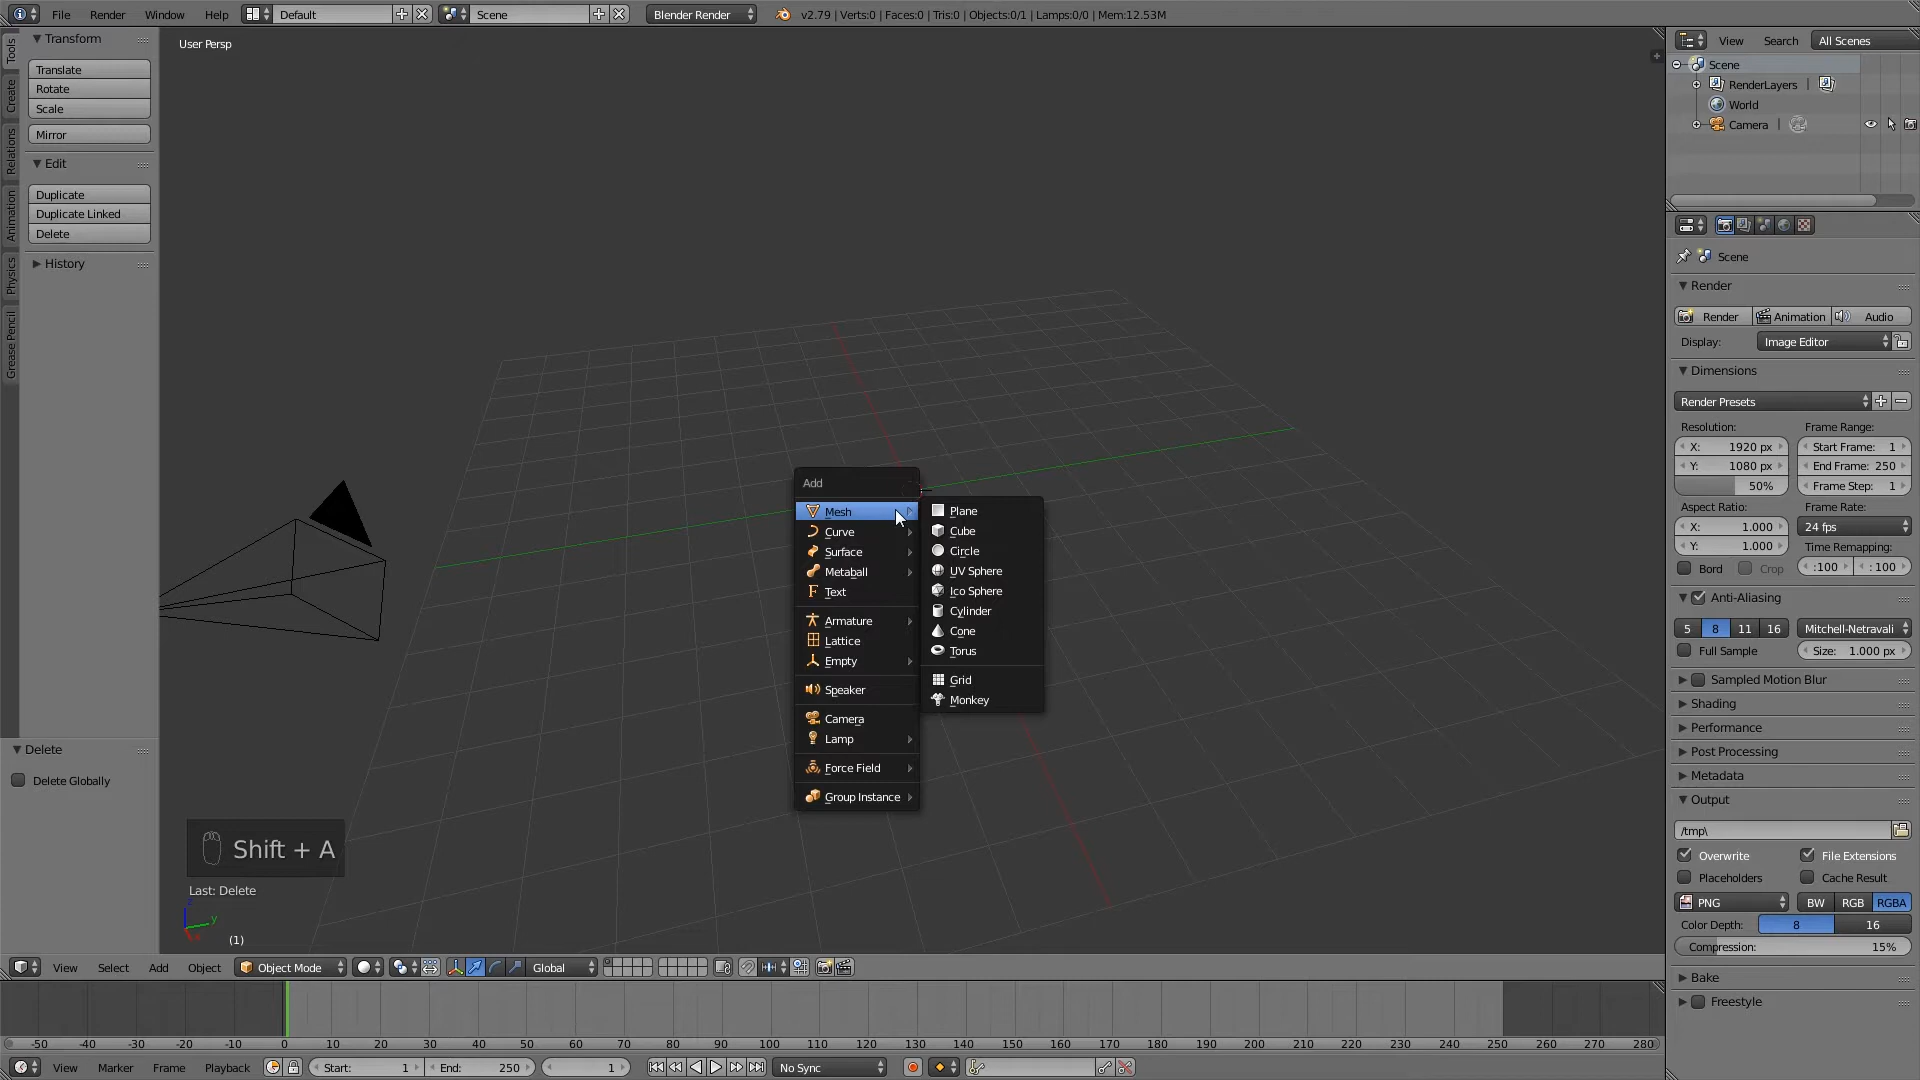 File Render Window Help Default Scene Blender Render v2.79 | Verts:0 | Faces:0 | Tris:0 | Objects:0/1 | Lamps:0/0 | Mem:12.53M
Tools
Create
Relations
Animation
Physics
Grease Pencil
Transform
Translate
Rotate
Scale
Mirror
Edit
Duplicate
Duplicate Linked
Delete
History
Delete
Delete Globally
User Persp
Add
Mesh
Curve
Surface
Metaball
Text
Armature
Lattice
Empty
Speaker
Camera
Lamp
Force Field
Group Instance
Plane
Cube
Circle
UV Sphere
Ico Sphere
Cylinder
Cone
Torus
Grid
Monkey
Shift + A
Last: Delete
z
y
(1)
View Select Add Object Object Mode Global
-50 -40 -30 -20 -10 0 10 20 30 40 50 60 70 80 90 100 110 120 130 140 150 160 170 180 190 200 210 220 230 240 250 260 270 280
View Marker Frame Playback Start: 1 End: 250 1 No Sync
View Search All Scenes
Scene
RenderLayers |
World
Camera |
Scene
Render
Render Animation Audio
Display: Image Editor
Dimensions
Render Presets
Resolution: Frame Range:
X: 1920 px Start Frame: 1
Y: 1080 px End Frame: 250
50% Frame Step: 1
Aspect Ratio: Frame Rate:
X: 1.000 24 fps
Y: 1.000 Time Remapping:
Bord Crop :100 : 100
Anti-Aliasing
5 8 11 16 Mitchell-Netravali
Full Sample Size: 1.000 px
Sampled Motion Blur
Shading
Performance
Post Processing
Metadata
Output
/tmp\
Overwrite File Extensions
Placeholders Cache Result
PNG BW RGB RGBA
Color Depth: 8 16
Compression: 15%
Bake
Freestyle